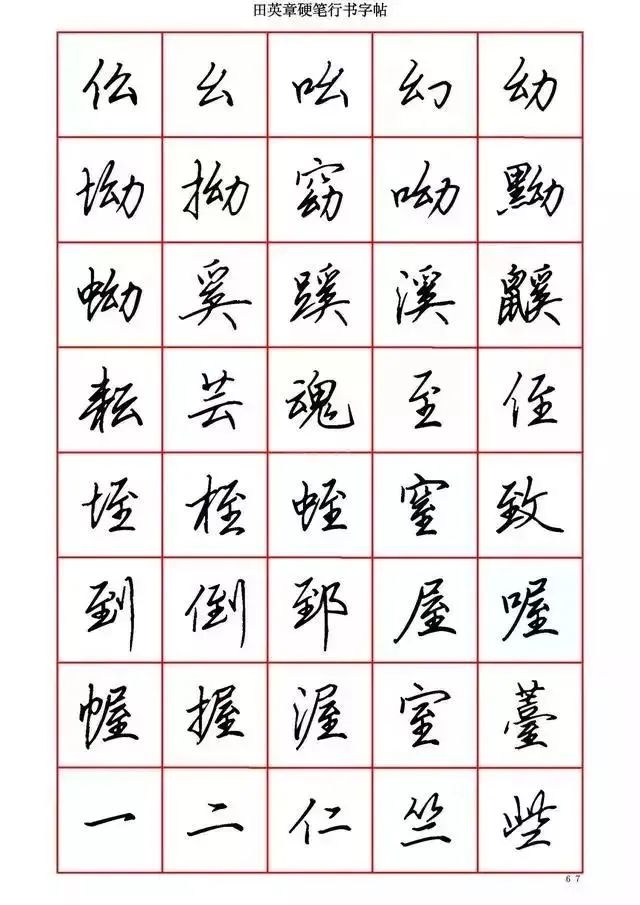 田英章硬笔行书字帖
仫 幺 吆 幻 幼
坳 拗 窈 呦 黝
蚴 奚 蹊 溪 鼷
耘 芸 魂 至 侄
垤 桎 蛭 窒 致
到 倒 郅 屋 喔
幄 握 渥 室 薹
一 二 仁 竺 些
67